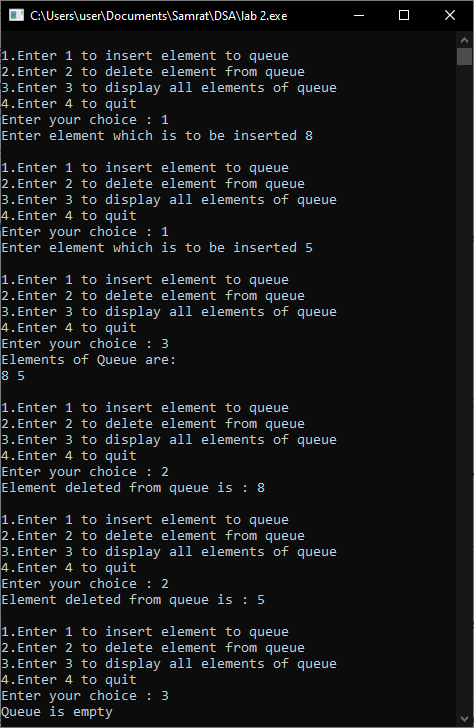 C:\Users\user\Documents\Samrat\DSA\lab 2.exe
1.Enter 1 to insert element to queue
2.Enter 2 to delete element from queue
3.Enter 3 to display all elements of queue
4.Enter 4 to quit
Enter your choice : 1
Enter element which is to be inserted 8
1.Enter 1 to insert element to queue
2.Enter 2 to delete element from queue
3.Enter 3 to display all elements of queue
4.Enter 4 to quit
Enter your choice : 1
Enter element which is to be inserted 5
1.Enter 1 to insert element to queue
2.Enter 2 to delete element from queue
3.Enter 3 to display all elements of queue
4.Enter 4 to quit
Enter your choice : 3
Elements of Queue are:
8 5
1.Enter 1 to insert element to queue
2.Enter 2 to delete element from queue
3.Enter 3 to display all elements of queue
4.Enter 4 to quit
Enter your choice : 2
Element deleted from queue is : 8
1.Enter 1 to insert element to queue
2.Enter 2 to delete element from queue
3.Enter 3 to display all elements of queue
4.Enter 4 to quit
Enter your choice : 2
Element deleted from queue is : 5
1.Enter 1 to insert element to queue
2.Enter 2 to delete element from queue
3.Enter 3 to display all elements of queue
4.Enter 4 to quit
Enter your choice : 3
Queue is empty